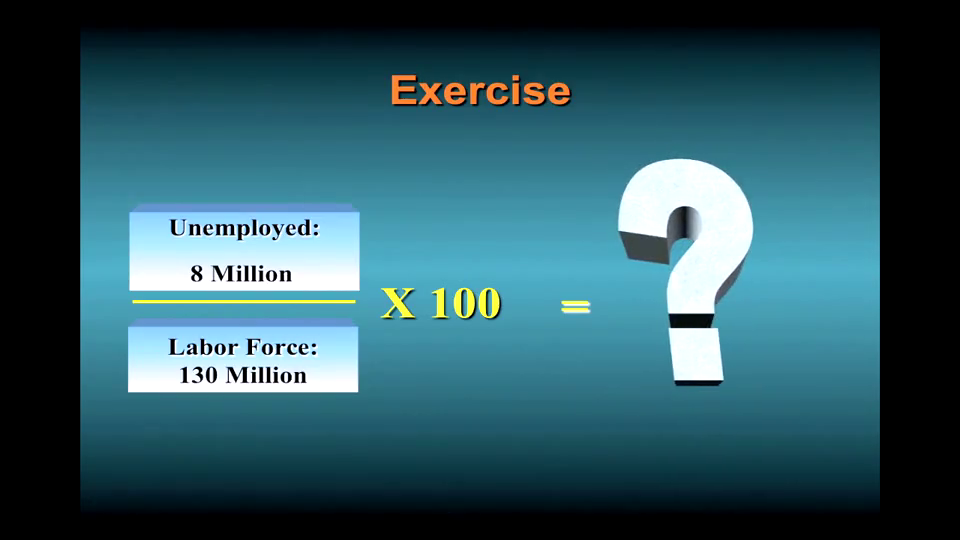 Exercise
Unemployed:
8 Million
X 100 = ?
Labor Force:
130 Million